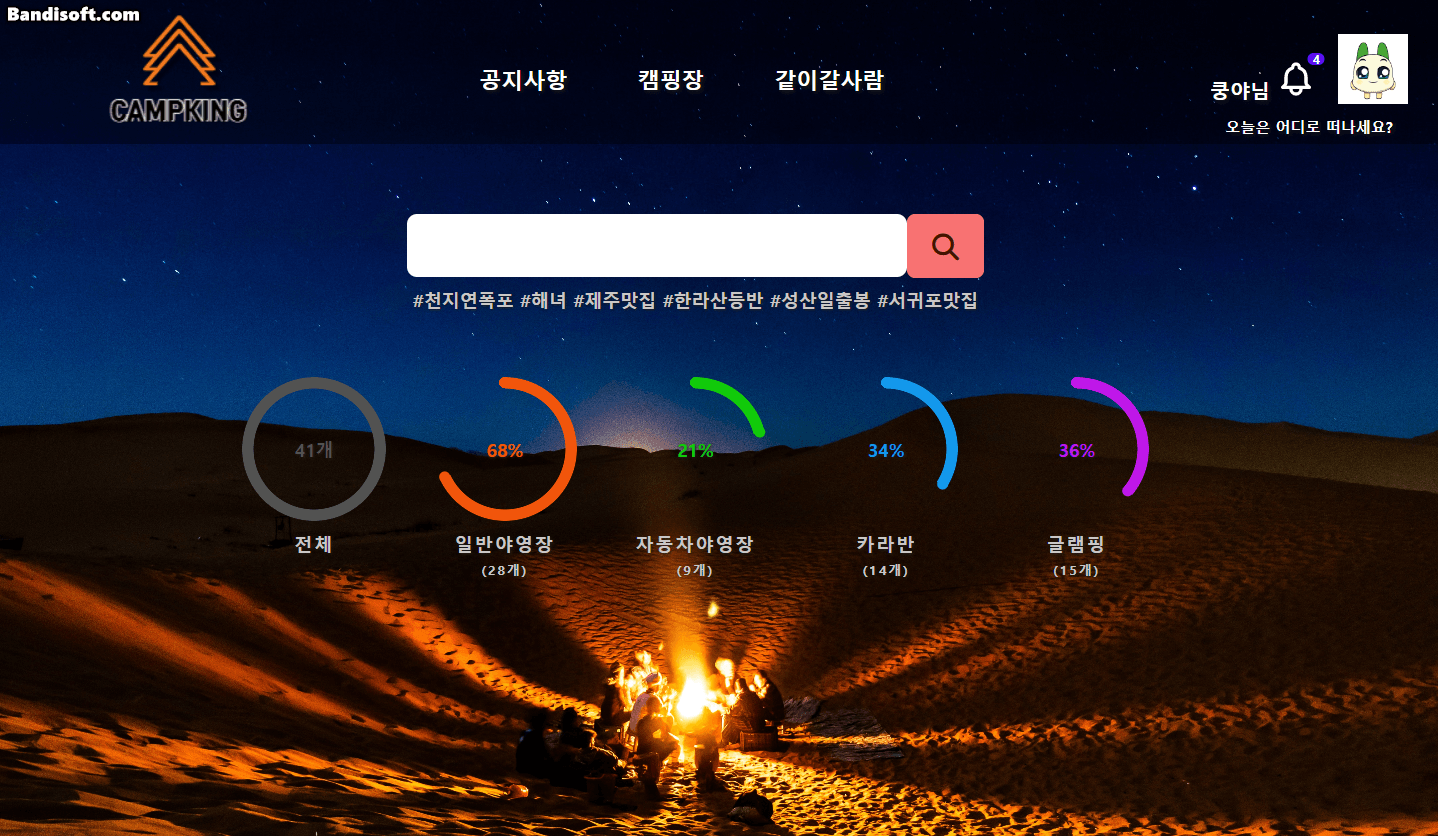 Bandisoft.com
CAMPKING
공지사항 캠핑장 같이갈사람
쿵야님 4
오늘은 어디로 떠나세요?
#천지연폭포 #해녀 #제주맛집 #한라산등반 #성산일출봉 #서귀포맛집
41개 68% 21% 34% 36%
전체 일반야영장 자동차야영장 카라반 글램핑
(28개) (9개) (14개) (15개)